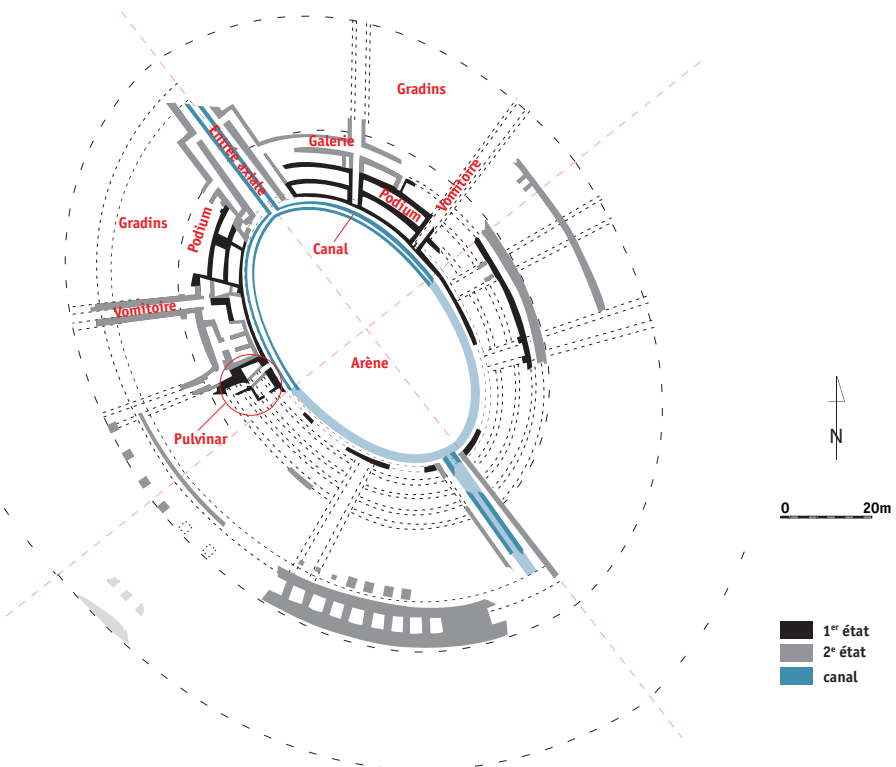 Gradins
Entrée axiale
Galerie
Vomitoire
Podium
Gradins
Podium
Canal
Vomitoire
Arène
Pulvinar
N
0 20m
1er état
2e état
canal